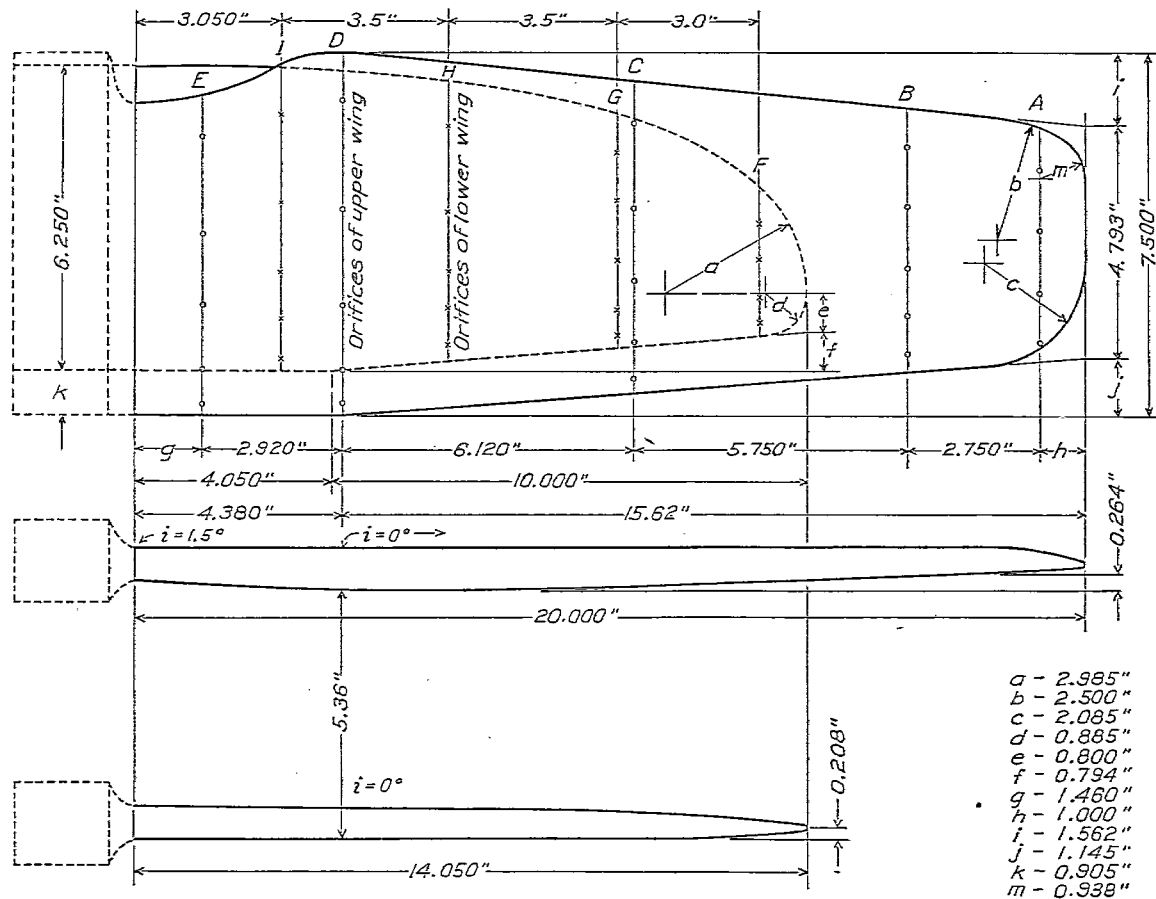 3.050"
3.5"
3.5"
3.0"
I
D
E
H
C
G
B
A
F
i
b
m
Orifices of upper wing
Orifices of lower wing
6.250"
4.793"
7.500"
a
c
d
e
f
k
j
g
2.920"
6.120"
5.750"
2.750"
h
4.050"
10.000"
4.380"
15.62"
0.264"
i=1.5°
i=0°
20.000"
5.36"
0.208"
i=0°
14.050"
a - 2.985"
b - 2.500"
c - 2.085"
d - 0.885"
e - 0.800"
f - 0.794"
g - 1.460"
h - 1.000"
i - 1.562"
j - 1.145"
k - 0.905"
m - 0.938"